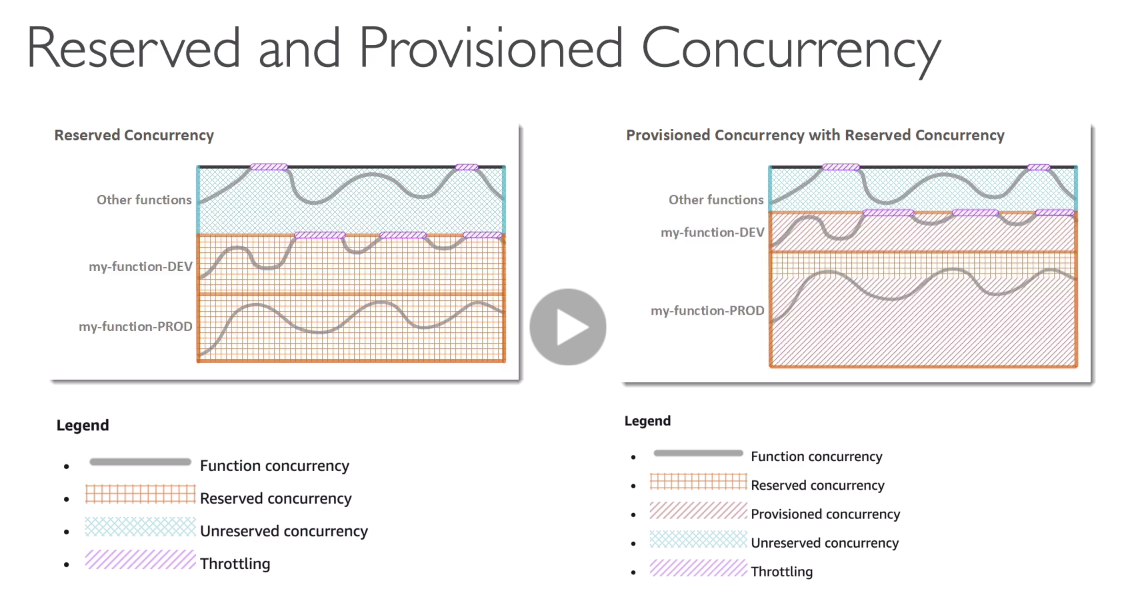 Reserved and Provisioned Concurrency
Reserved Concurrency
Other functions
my-function-DEV
my-function-PROD
Legend
• Function concurrency
• Reserved concurrency
• Unreserved concurrency
• Throttling
Provisioned Concurrency with Reserved Concurrency
Other functions
my-function-DEV
my-function-PROD
Legend
• Function concurrency
• Reserved concurrency
• Provisioned concurrency
• Unreserved concurrency
• Throttling